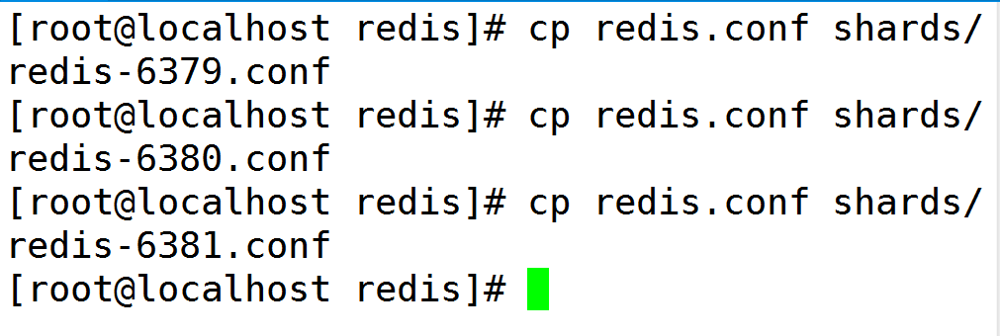 [root@localhost redis]# cp redis.conf shards/
redis-6379.conf
[root@localhost redis]# cp redis.conf shards/
redis-6380.conf
[root@localhost redis]# cp redis.conf shards/
redis-6381.conf
[root@localhost redis]#